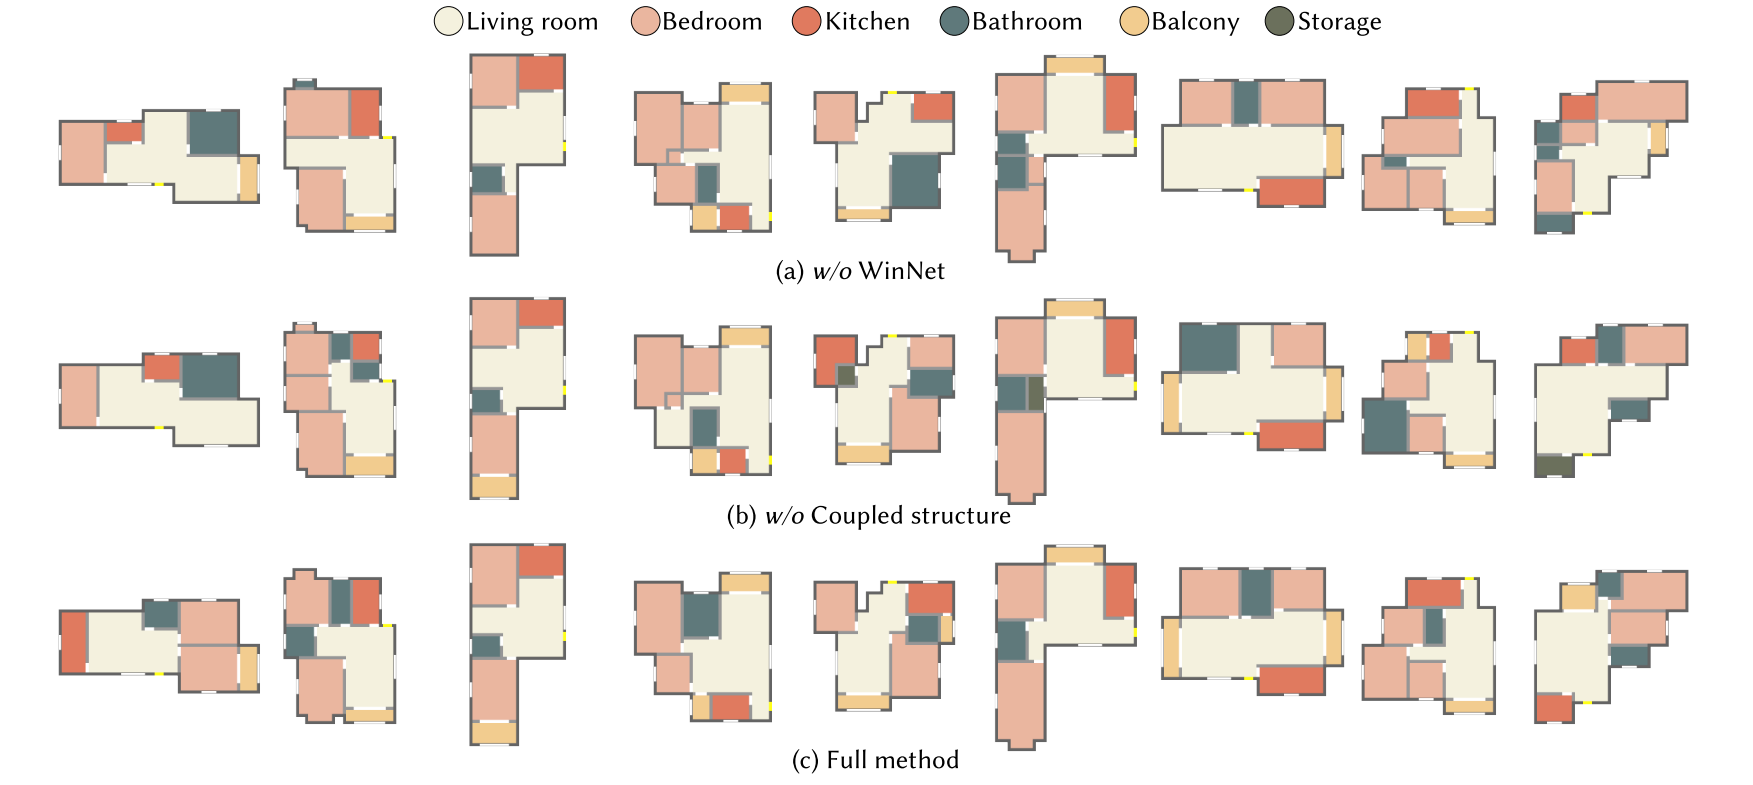 Living room Bedroom Kitchen Bathroom Balcony Storage
(a) w/o WinNet
(b) w/o Coupled structure
(c) Full method